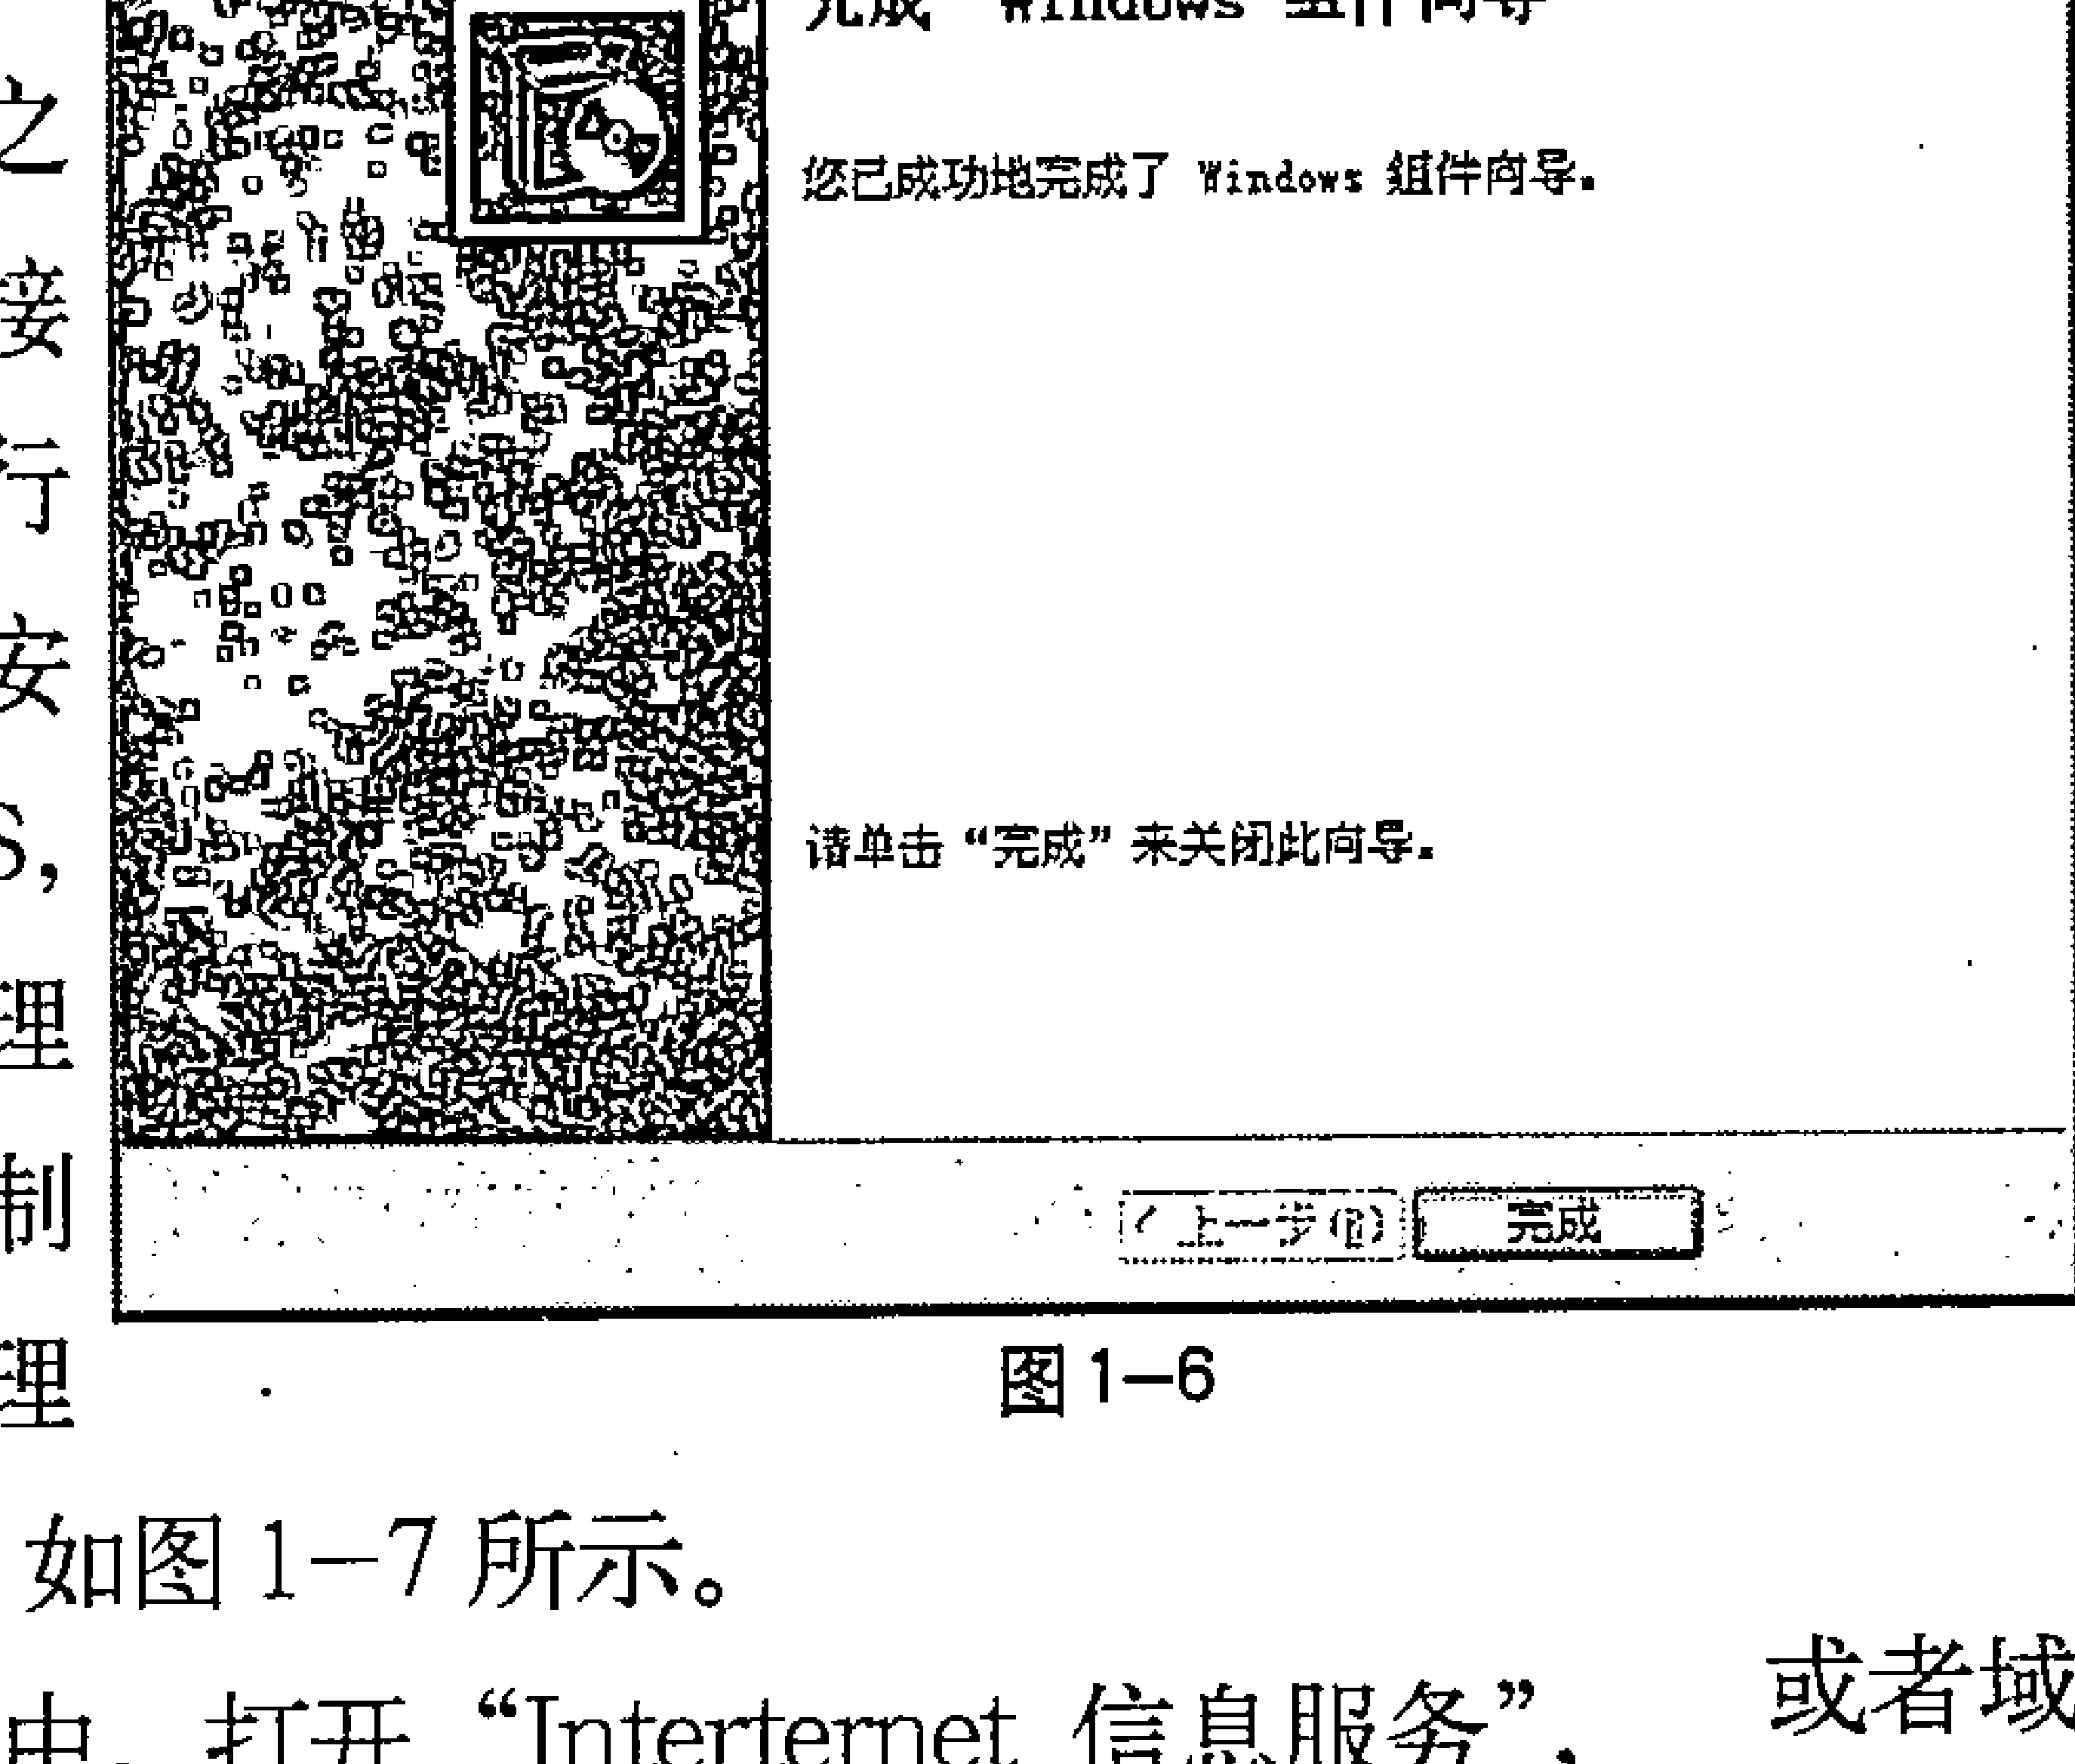 完成 Windows 组件向导
之
您已成功地完成了 Windows 组件向导。
接
行
安
S,
请单击“完成”来关闭此向导。
理
制
< 上一步(B) 完成
理
图 1-6
如图 1-7 所示。
中, 打开 “Interternet 信息服务”,
或者域